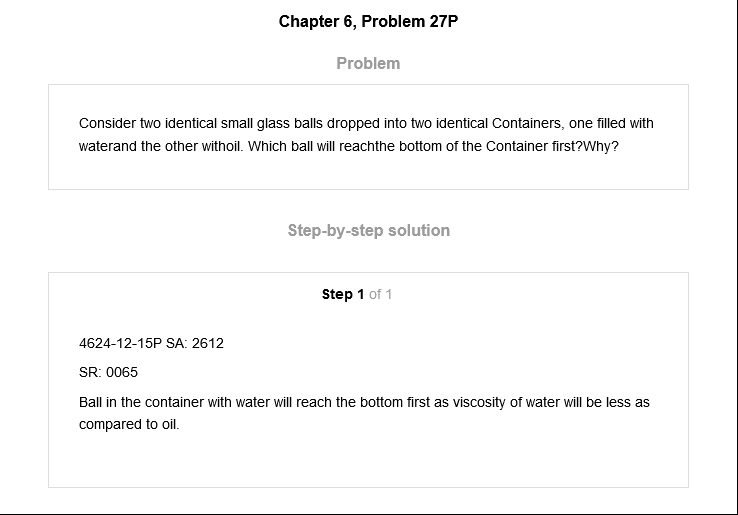 Chapter 6, Problem 27P
Problem
Consider two identical small glass balls dropped into two identical Containers, one filled with
waterand the other withoil. Which ball will reachthe bottom of the Container first?Why?
Step-by-step solution
Step 1 of 1
4624-12-15P SA: 2612
SR: 0065
Ball in the container with water will reach the bottom first as viscosity of water will be less as
compared to oil.